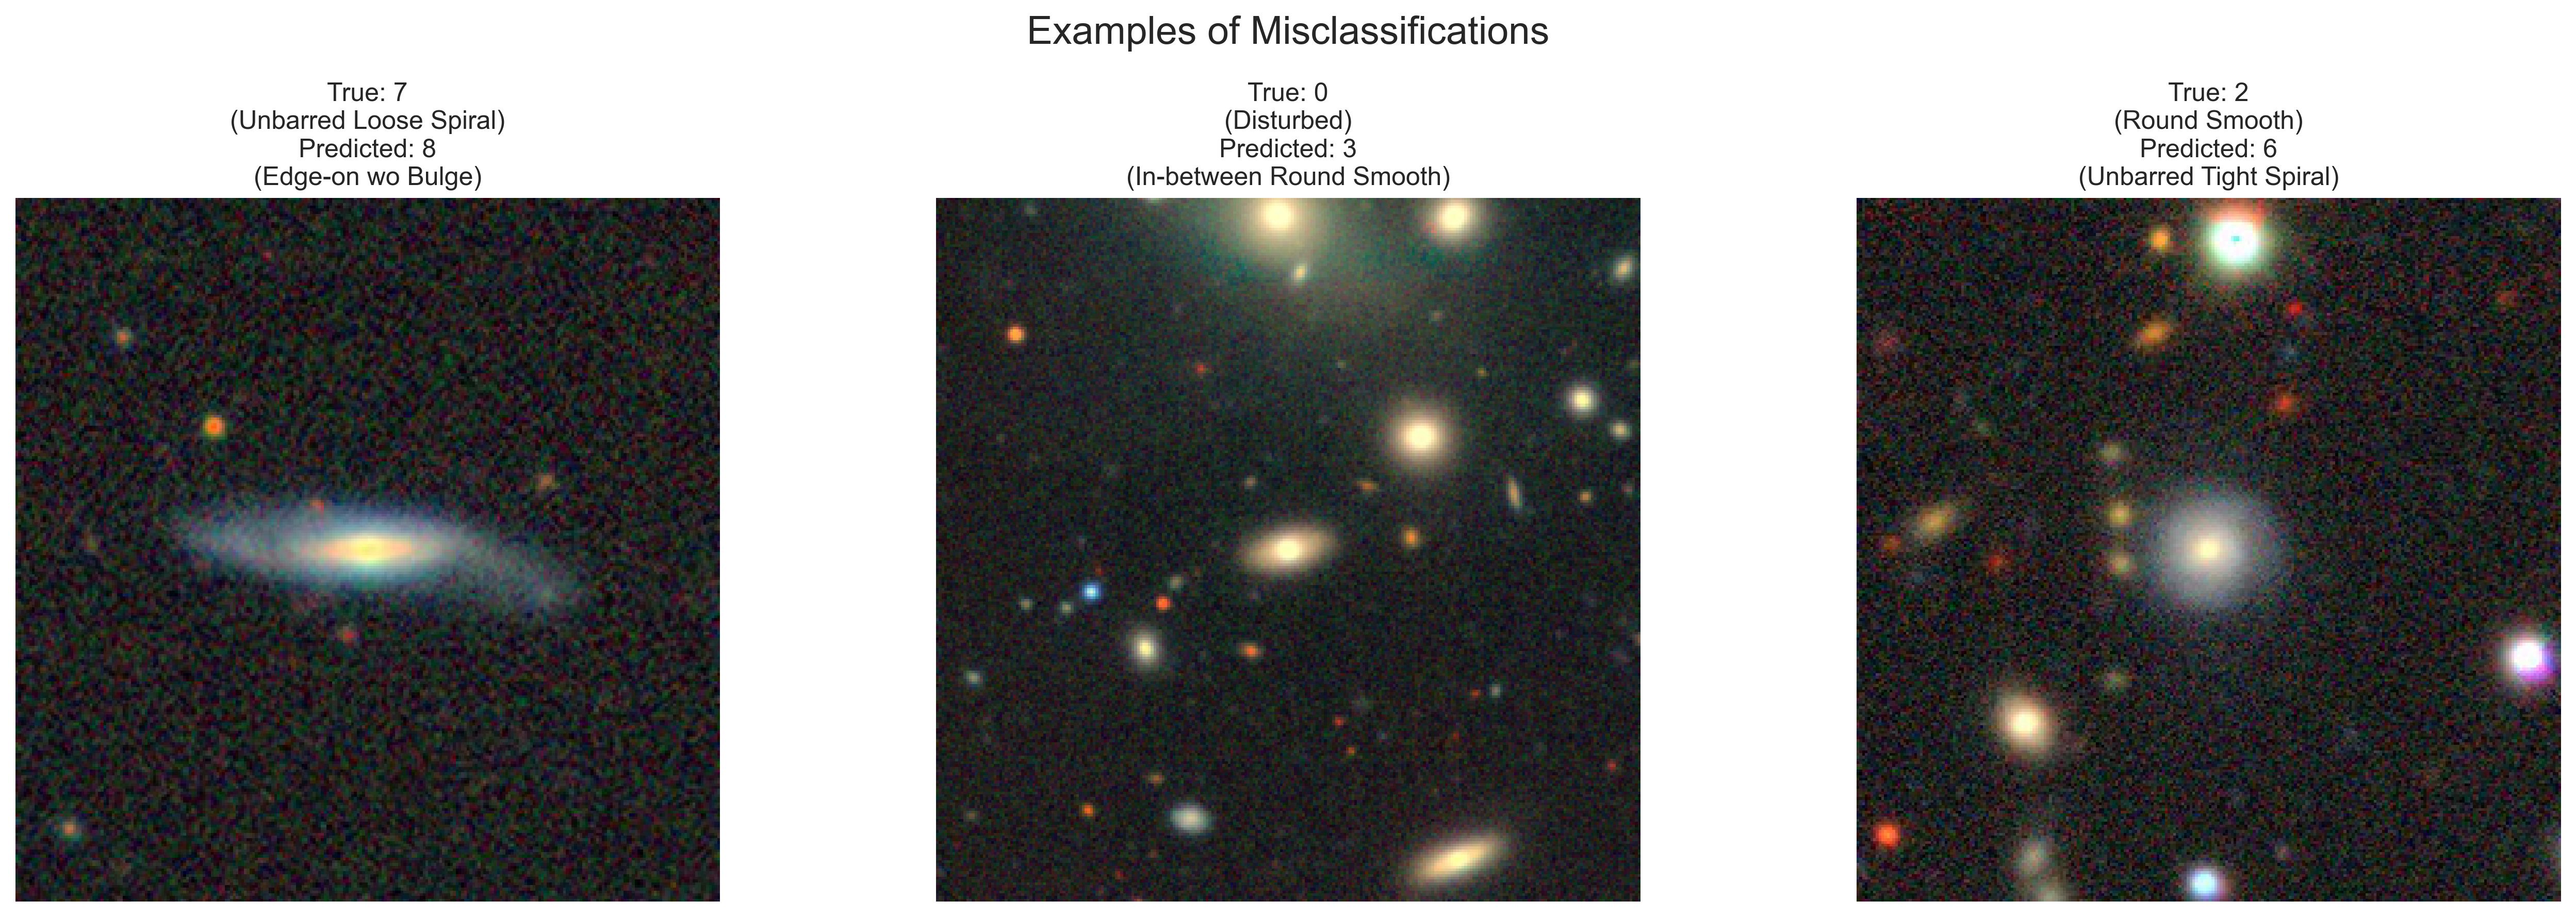 Examples of Misclassifications
True: 7
(Unbarred Loose Spiral)
Predicted: 8
(Edge-on wo Bulge)
True: 0
(Disturbed)
Predicted: 3
(In-between Round Smooth)
True: 2
(Round Smooth)
Predicted: 6
(Unbarred Tight Spiral)